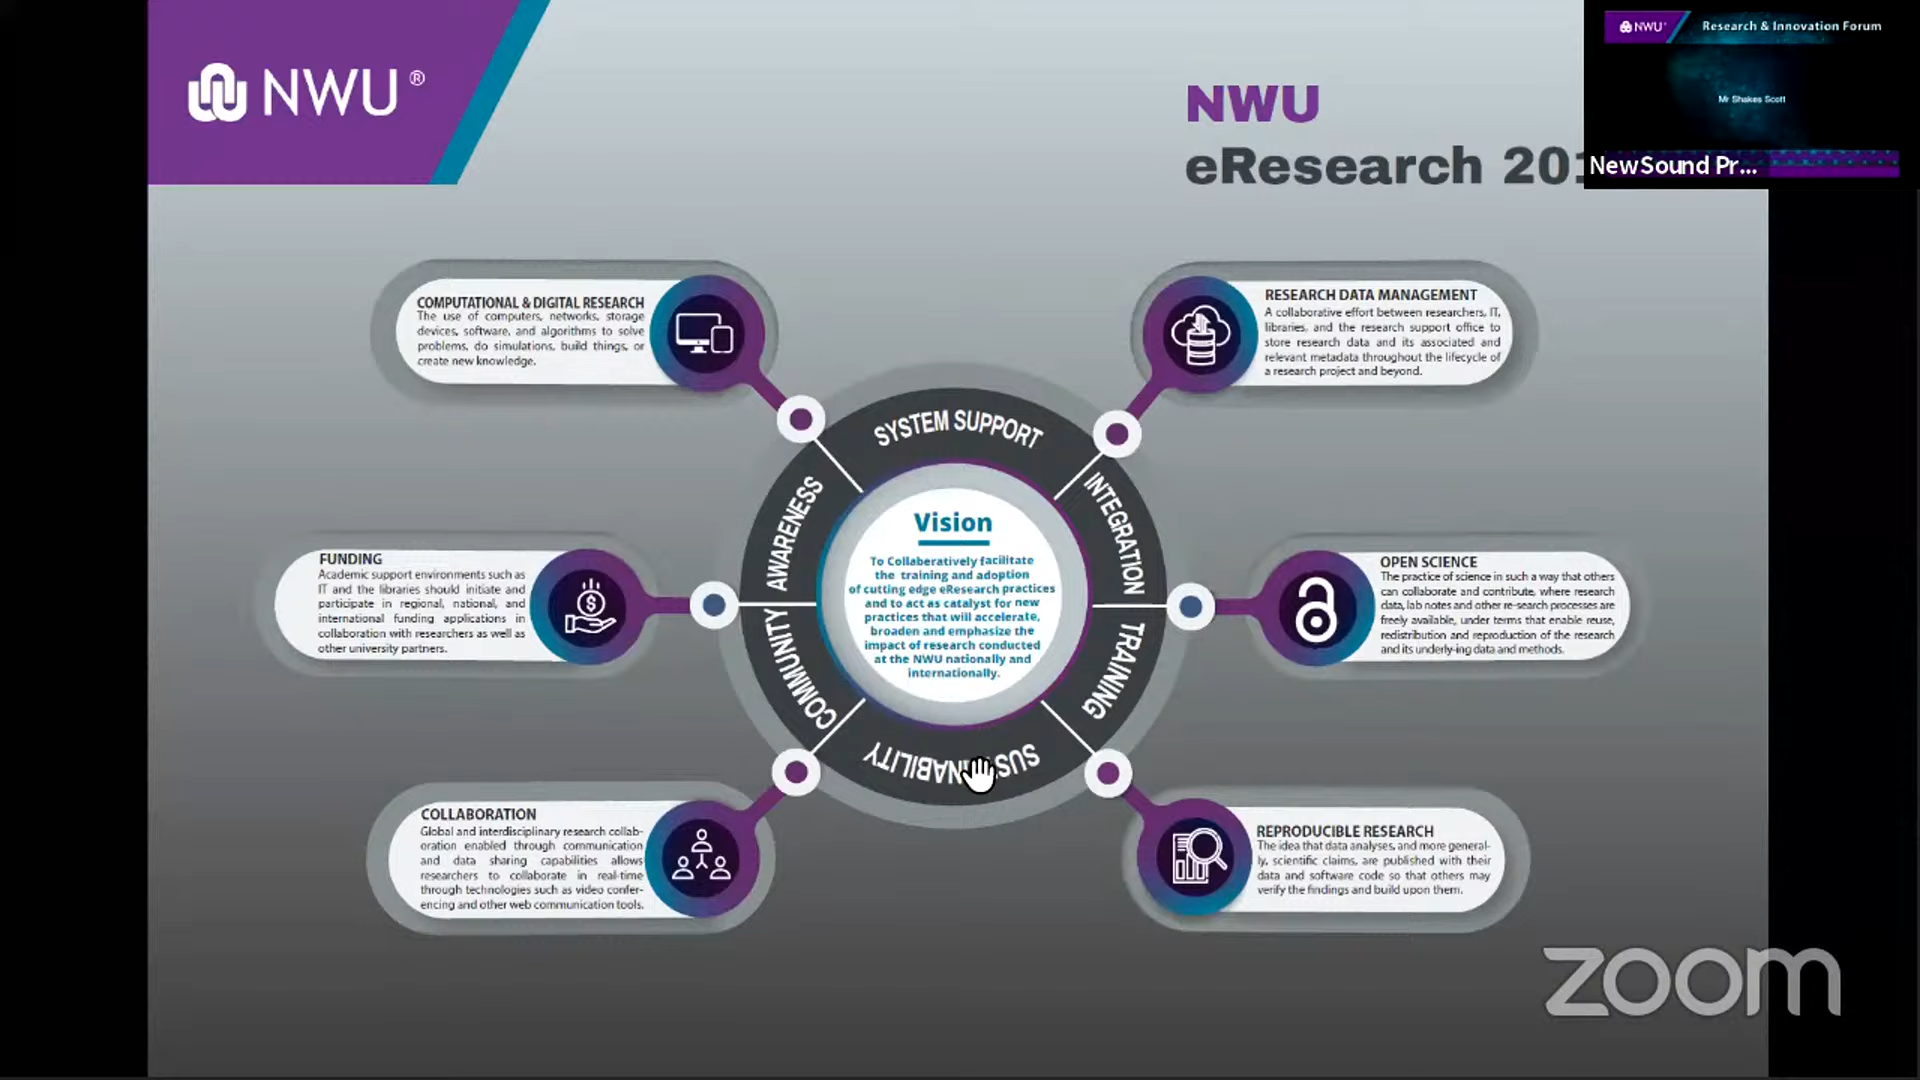 NWU®
NWU
eResearch 201
NWU
Research & Innovation Forum
Mr Shakes Scott
NewSound Pr...
COMPUTATIONAL & DIGITAL RESEARCH
The use of computers, networks, storage
devices, software, and algorithms to solve
problems, do simulations, build things, or
create new knowledge.
RESEARCH DATA MANAGEMENT
A collaborative effort between researchers, IT,
libraries, and the research support office to
store research data and its associated and
relevant metadata throughout the lifecycle of
a research project and beyond.
FUNDING
Academic support environments such as
IT and the libraries should initiate and
participate in regional, national, and
international funding applications in
collaboration with researchers as well as
other university partners.
OPEN SCIENCE
The practice of science in such a way that others
can collaborate and contribute, where research
data, lab notes and other re-search processes are
freely available, under terms that enable reuse,
redistribution and reproduction of the research
and its underly-ing data and methods.
COLLABORATION
Global and interdisciplinary research collab-
oration enabled through communication
and data sharing capabilities allows
researchers to collaborate in real-time
through technologies such as video confer-
encing and other web communication tools.
REPRODUCIBLE RESEARCH
The idea that data analyses, and more general-
ly, scientific claims, are published with their
data and software code so that others may
verify the findings and build upon them.
SYSTEM SUPPORT
INTEGRATION
TRAINING
SUSTAINABILITY
COMMUNITY
AWARENESS
Vision
To Collaberatively facilitate
the training and adoption
of cutting edge eResearch practices
and to act as catalyst for new
practices that will accelerate,
broaden and emphasize the
impact of research conducted
at the NWU nationally and
internationally.
zoom